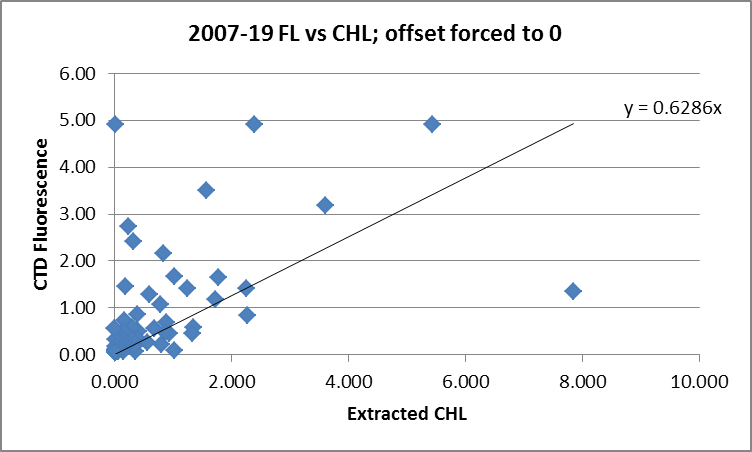 2007-19 FL vs CHL; offset forced to 0
6.00
5.00
4.00
3.00
2.00
1.00
0.00
CTD Fluorescence
y = 0.6286x
0.000 2.000 4.000 6.000 8.000 10.000
Extracted CHL